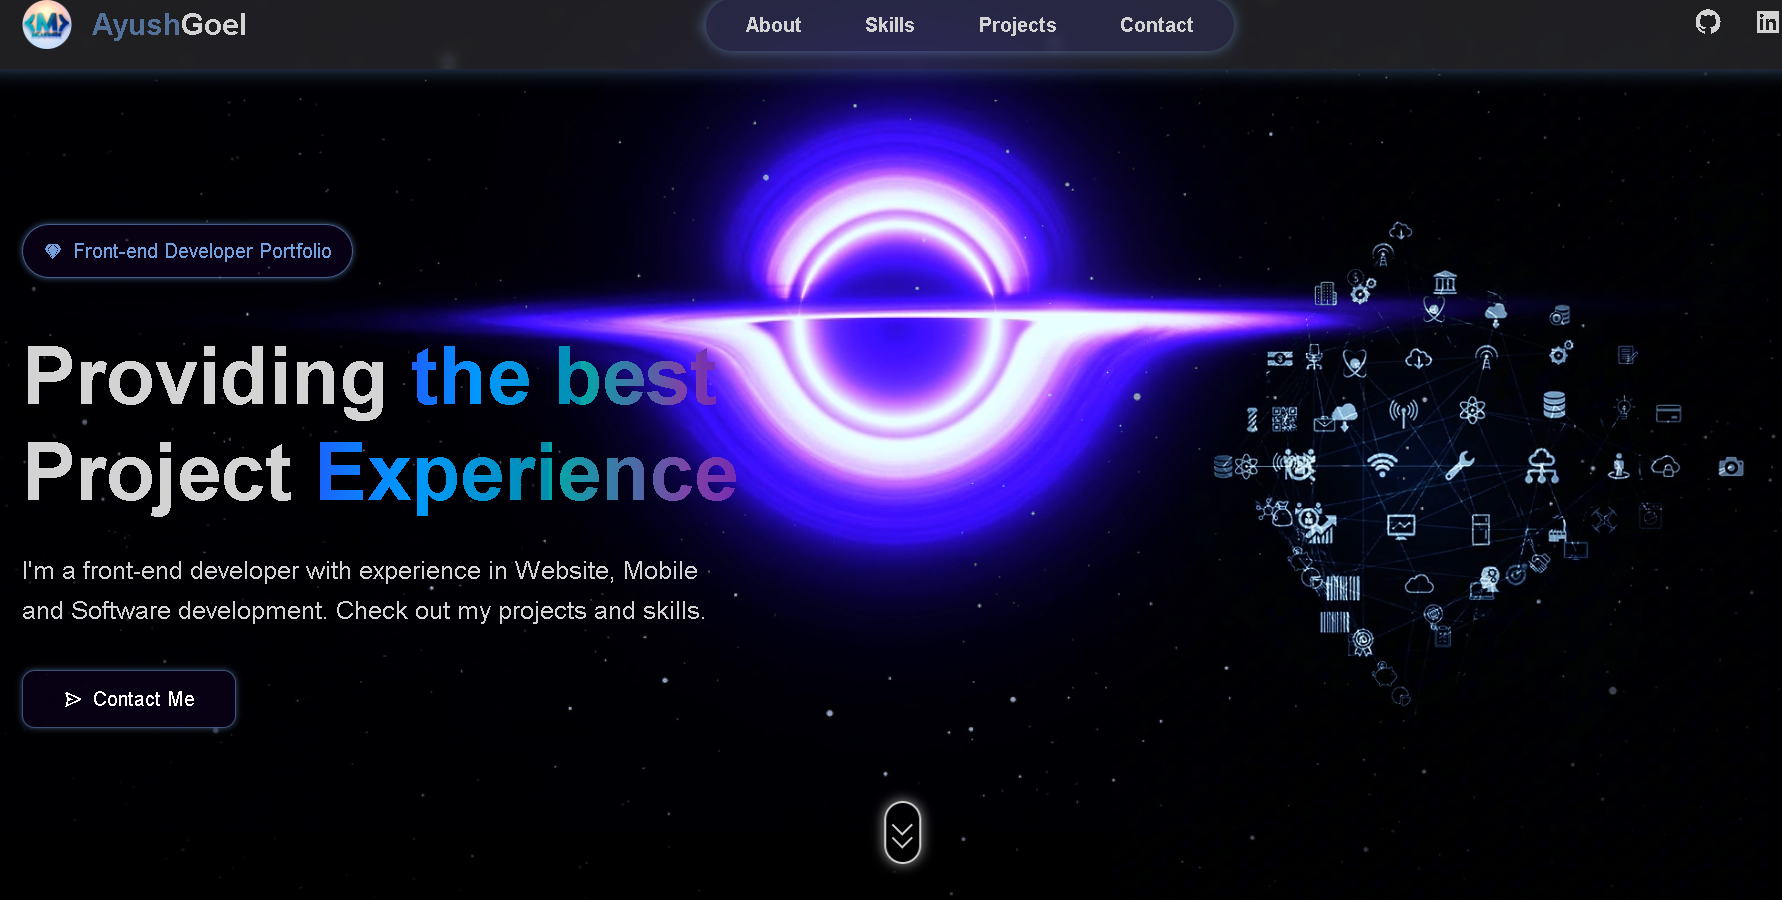 AyushGoel
About
Skills
Projects
Contact
Front-end Developer Portfolio
Providing the best
Project Experience
I'm a front-end developer with experience in Website, Mobile
and Software development. Check out my projects and skills.
Contact Me